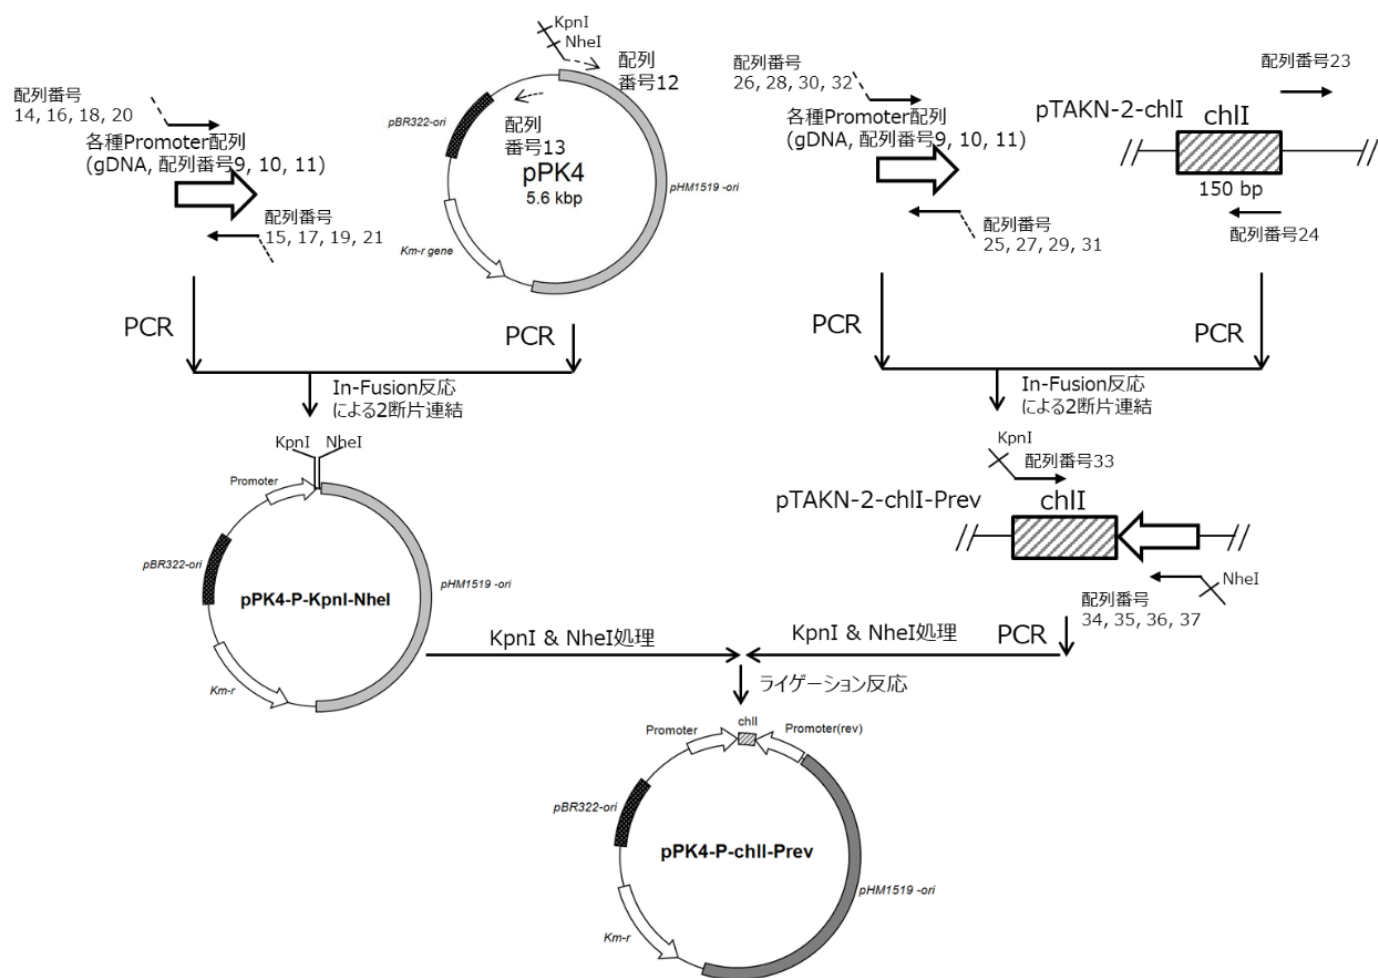 配列番号
14, 16, 18, 20
各種Promoter配列
(gDNA, 配列番号9, 10, 11)
配列番号
15, 17, 19, 21
KpnI
NheI
配列
番号12
pBR322-ori
配列
番号13
pPK4
5.6 kbp
pHM1519 -ori
Km-r gene
配列番号
26, 28, 30, 32
各種Promoter配列
(gDNA, 配列番号9, 10, 11)
配列番号
25, 27, 29, 31
配列番号23
pTAKN-2-chlI
chlI
150 bp
配列番号24
PCR
PCR
PCR
PCR
In-Fusion反応
による2断片連結
In-Fusion反応
による2断片連結
KpnI
NheI
Promoter
pBR322-ori
pHM1519 -ori
pPK4-P-KpnI-NheI
Km-r
KpnI
配列番号33
pTAKN-2-chlI-Prev
chlI
NheI
配列番号
34, 35, 36, 37
KpnI & NheI処理
KpnI & NheI処理
PCR
ライゲーション反応
Promoter
chlI
Promoter(rev)
pBR322-ori
pPK4-P-chlI-Prev
pHM1519 -ori
Km-r